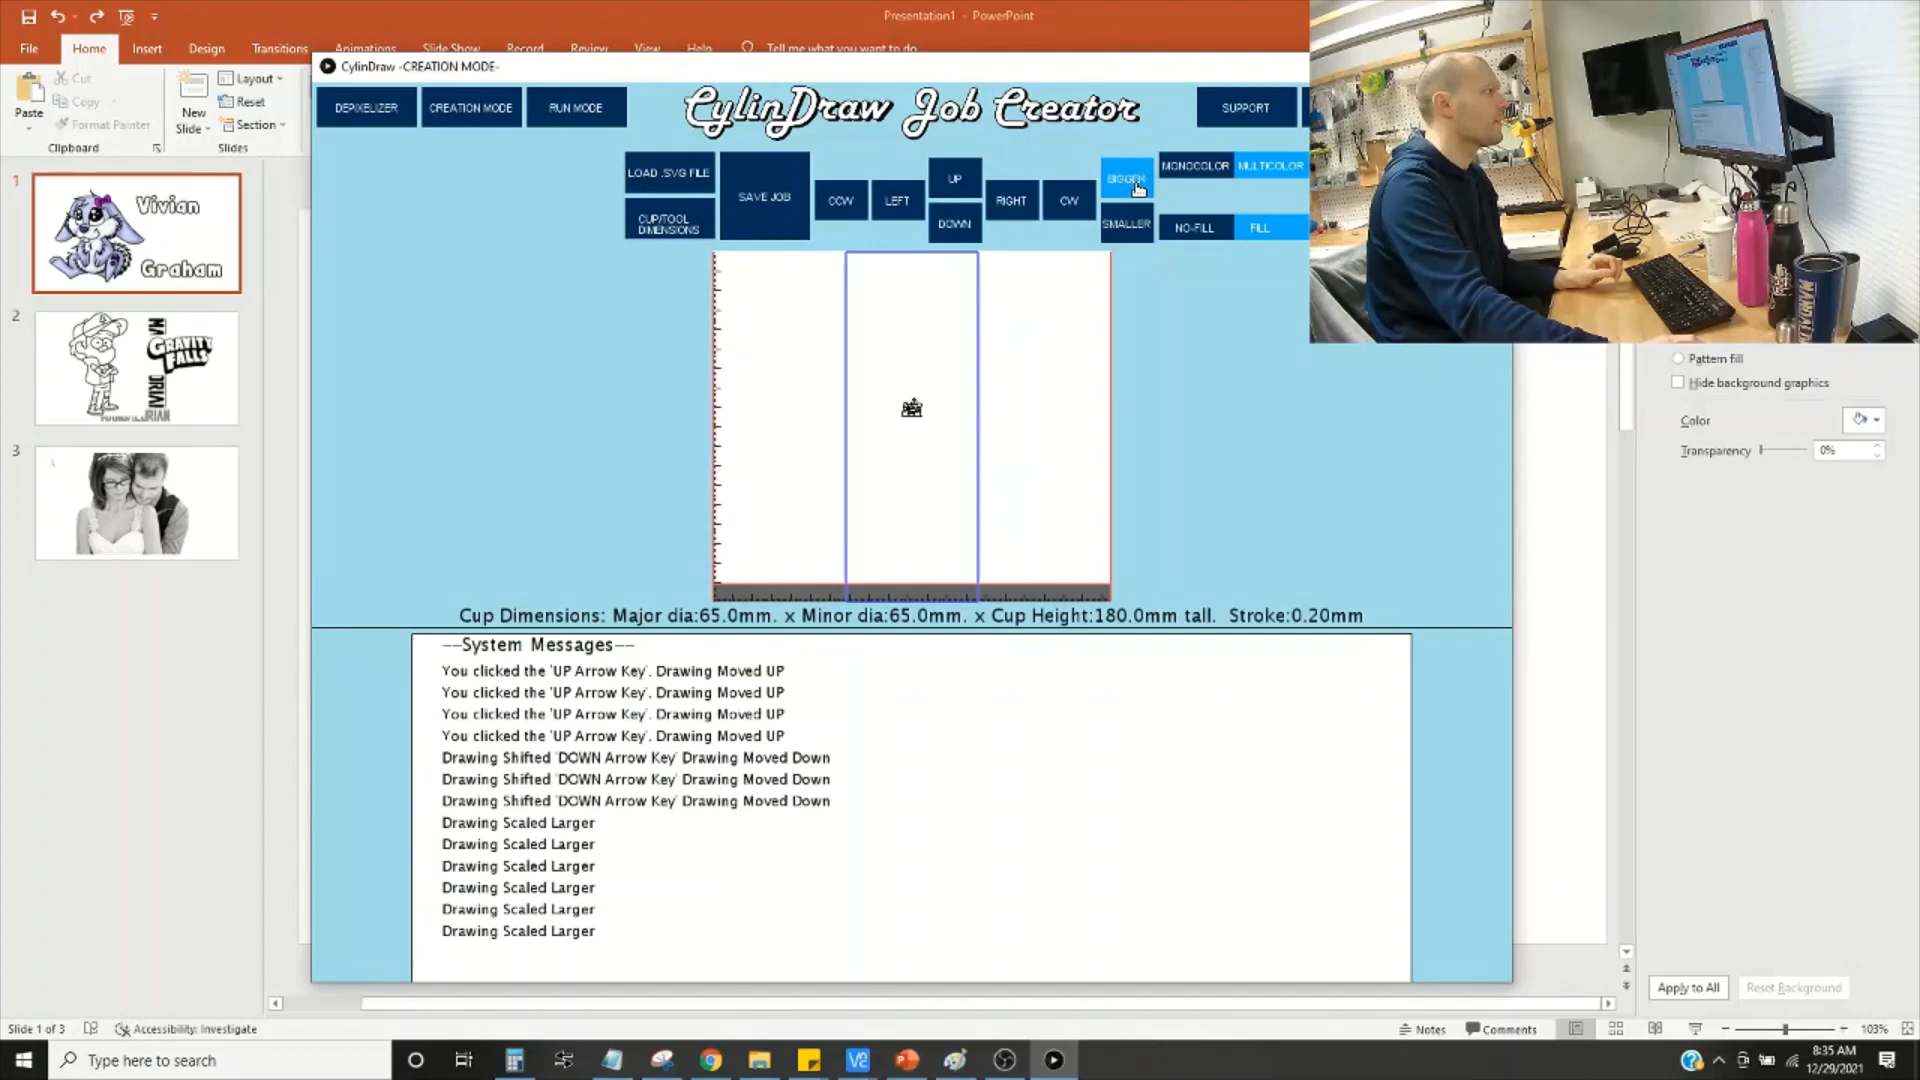 Presentation1 - PowerPoint
File Home Insert Design Transitions Animations Slide Show Record Review View Help Tell me what you want to do
Paste
Cut
Copy
Format Painter
Clipboard
New Slide
Layout
Reset
Section
Slides
CylinDraw -CREATION MODE-
DEPIXELIZER CREATION MODE RUN MODE
CylinDraw Job Creator
SUPPORT
LOAD .SVG FILE
CUP/TOOL
DIMENSIONS
SAVE JOB
CCW
LEFT
UP
DOWN
RIGHT
CW
BIGGER
SMALLER
MONOCOLOR MULTICOLOR
NO-FILL FILL
1
Vivian
Graham
2
GRAVITY
FALLS
3
Pattern fill
Hide background graphics
Color
Transparency 0%
Cup Dimensions: Major dia:65.0mm. x Minor dia:65.0mm. x Cup Height:180.0mm tall. Stroke:0.20mm
--System Messages--
You clicked the 'UP Arrow Key'. Drawing Moved UP
You clicked the 'UP Arrow Key'. Drawing Moved UP
You clicked the 'UP Arrow Key'. Drawing Moved UP
You clicked the 'UP Arrow Key'. Drawing Moved UP
Drawing Shifted 'DOWN Arrow Key' Drawing Moved Down
Drawing Shifted 'DOWN Arrow Key' Drawing Moved Down
Drawing Shifted 'DOWN Arrow Key' Drawing Moved Down
Drawing Scaled Larger
Drawing Scaled Larger
Drawing Scaled Larger
Drawing Scaled Larger
Drawing Scaled Larger
Drawing Scaled Larger
Apply to All Reset Background
Slide 1 of 3 Accessibility: Investigate
Notes Comments 103%
Type here to search
8:35 AM
12/29/2021